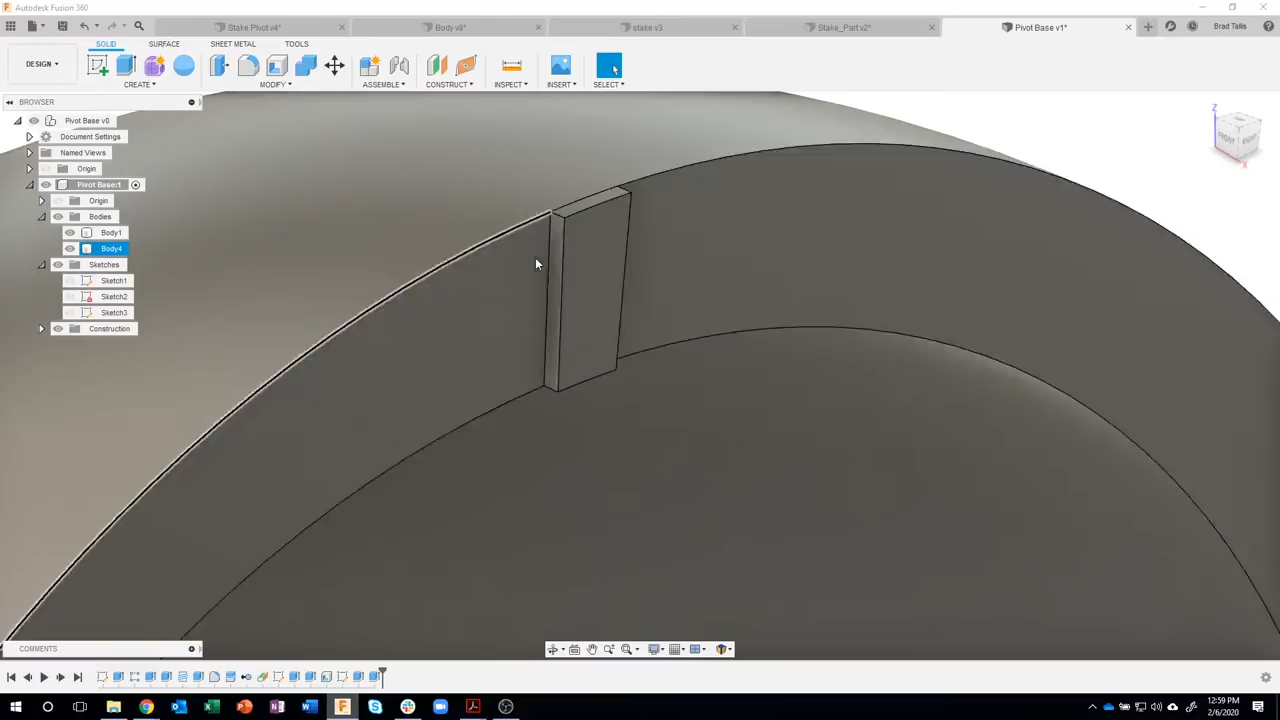 Autodesk Fusion 360
Stake Pivot v4*
Body v8*
stake v3
Stake_Part v2*
Pivot Base v1*
Brad Tallis
SOLID
SURFACE
SHEET METAL
TOOLS
DESIGN
CREATE
MODIFY
ASSEMBLE
CONSTRUCT
INSPECT
INSERT
SELECT
BROWSER
Pivot Base v0
Document Settings
Named Views
Origin
Pivot Base:1
Origin
Bodies
Body1
Body4
Sketches
Sketch1
Sketch2
Sketch3
Construction
Z
FRONT
RIGHT
X
COMMENTS
12:59 PM
2/6/2020